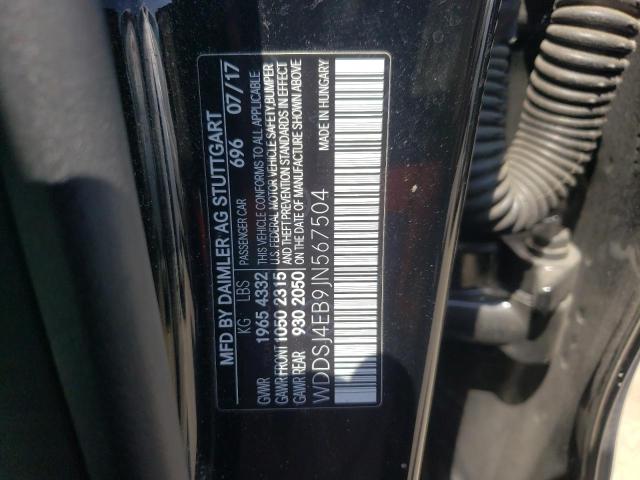 MFD BY DAIMLER AG STUTTGART
PASSENGER CAR 696 07/17
KG LBS
GVWR 1965 4332 THIS VEHICLE CONFORMS TO ALL APPLICABLE
GAWR FRONT 1050 2315 U.S. FEDERAL MOTOR VEHICLE SAFETY, BUMPER
& THEFT PREVENTION STANDARDS IN EFFECT
GAWR REAR 930 2050 ON THE DATE OF MANUFACTURE SHOWN ABOVE
WDDSJ4EB9JN567504 MADE IN HUNGARY